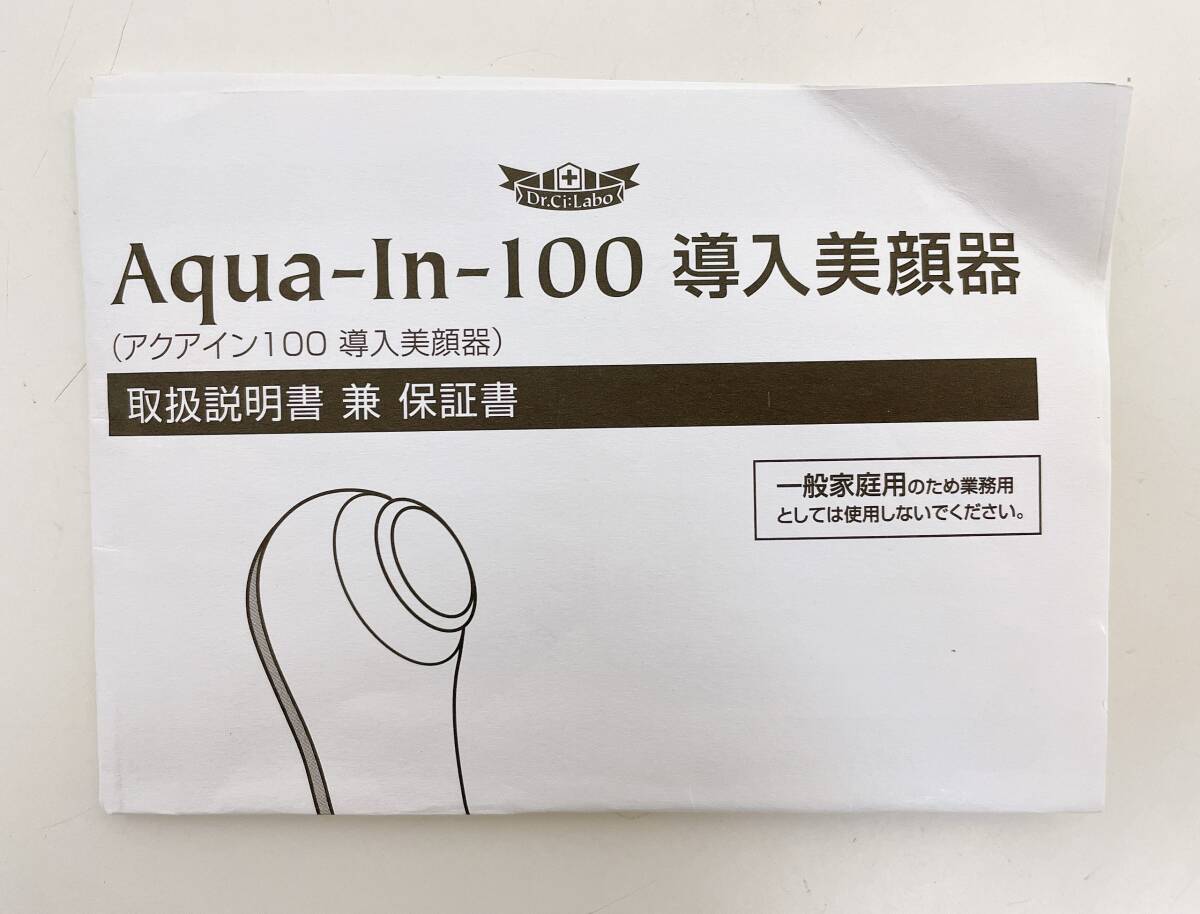 Dr.Ci:Labo
Aqua-In-100 導入美顔器
(アクアイン100 導入美顔器)
取扱説明書 兼 保証書
一般家庭用のため業務用
としては使用しないでください。